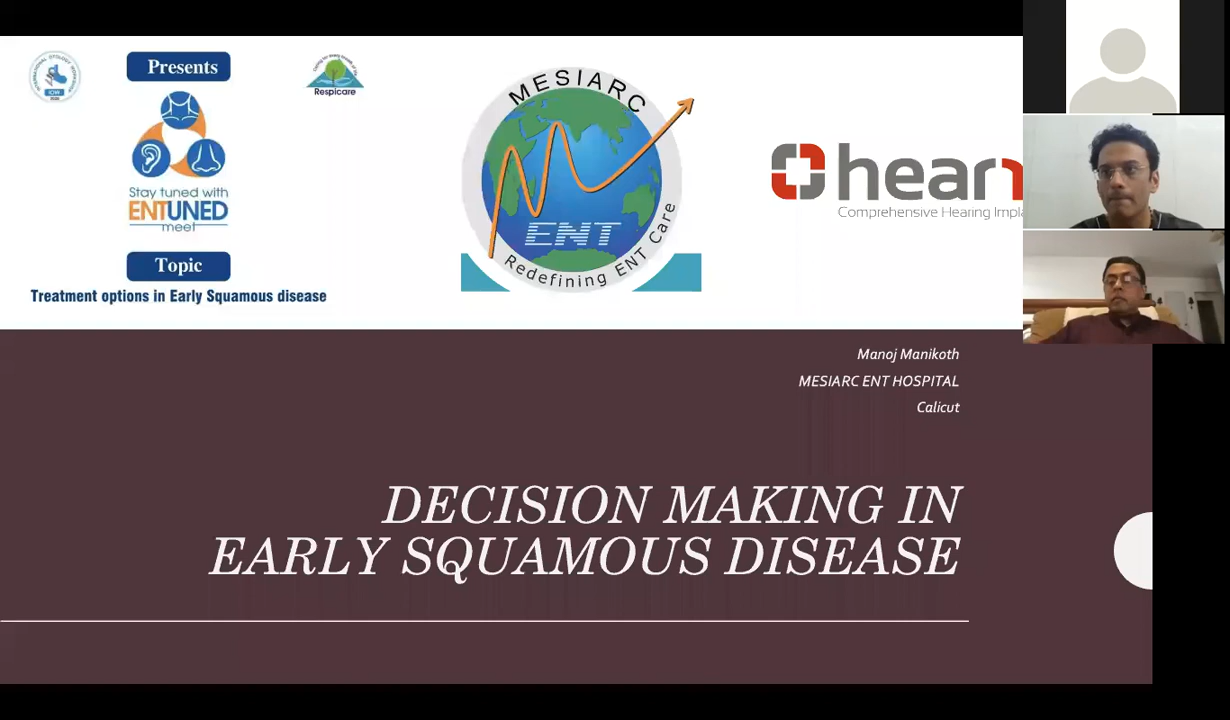 Presents
Stay tuned with
ENTUNED
meet
Topic
Treatment options in Early Squamous disease
Respicare
MESIARC
ENT
Redefining ENT Care
hear
Comprehensive Hearing Impla
Manoj Manikoth
MESIARC ENT HOSPITAL
Calicut
DECISION MAKING IN
EARLY SQUAMOUS DISEASE